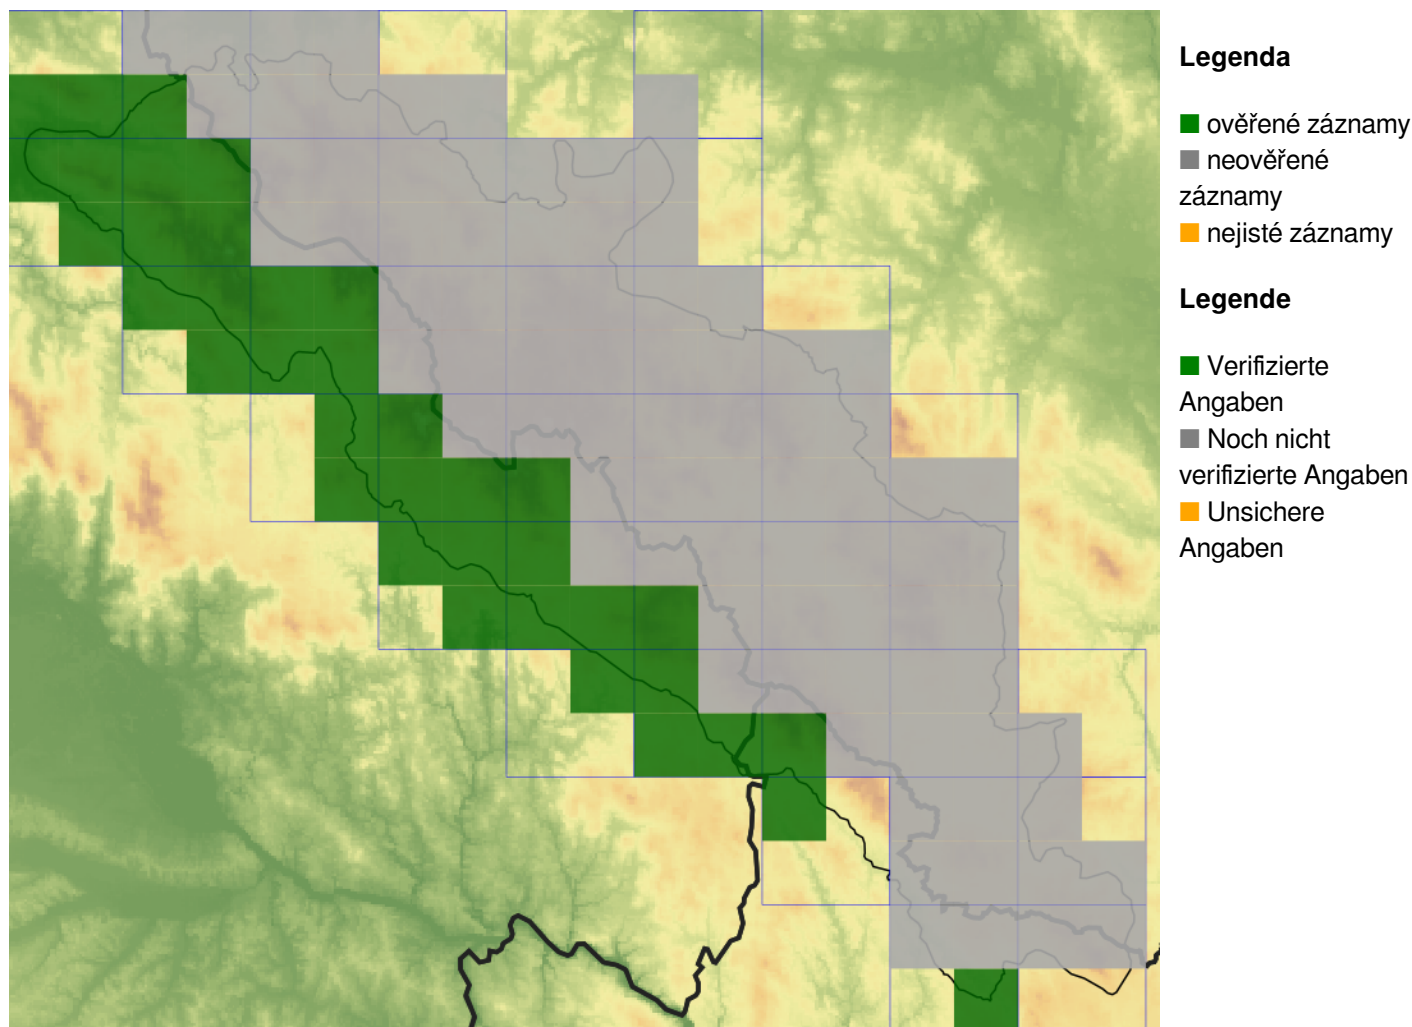 Legenda
ověřené záznamy
neověřené
záznamy
nejisté záznamy
Legende
Verifizierte
Angaben
Noch nicht
verifizierte Angaben
Unsichere
Angaben